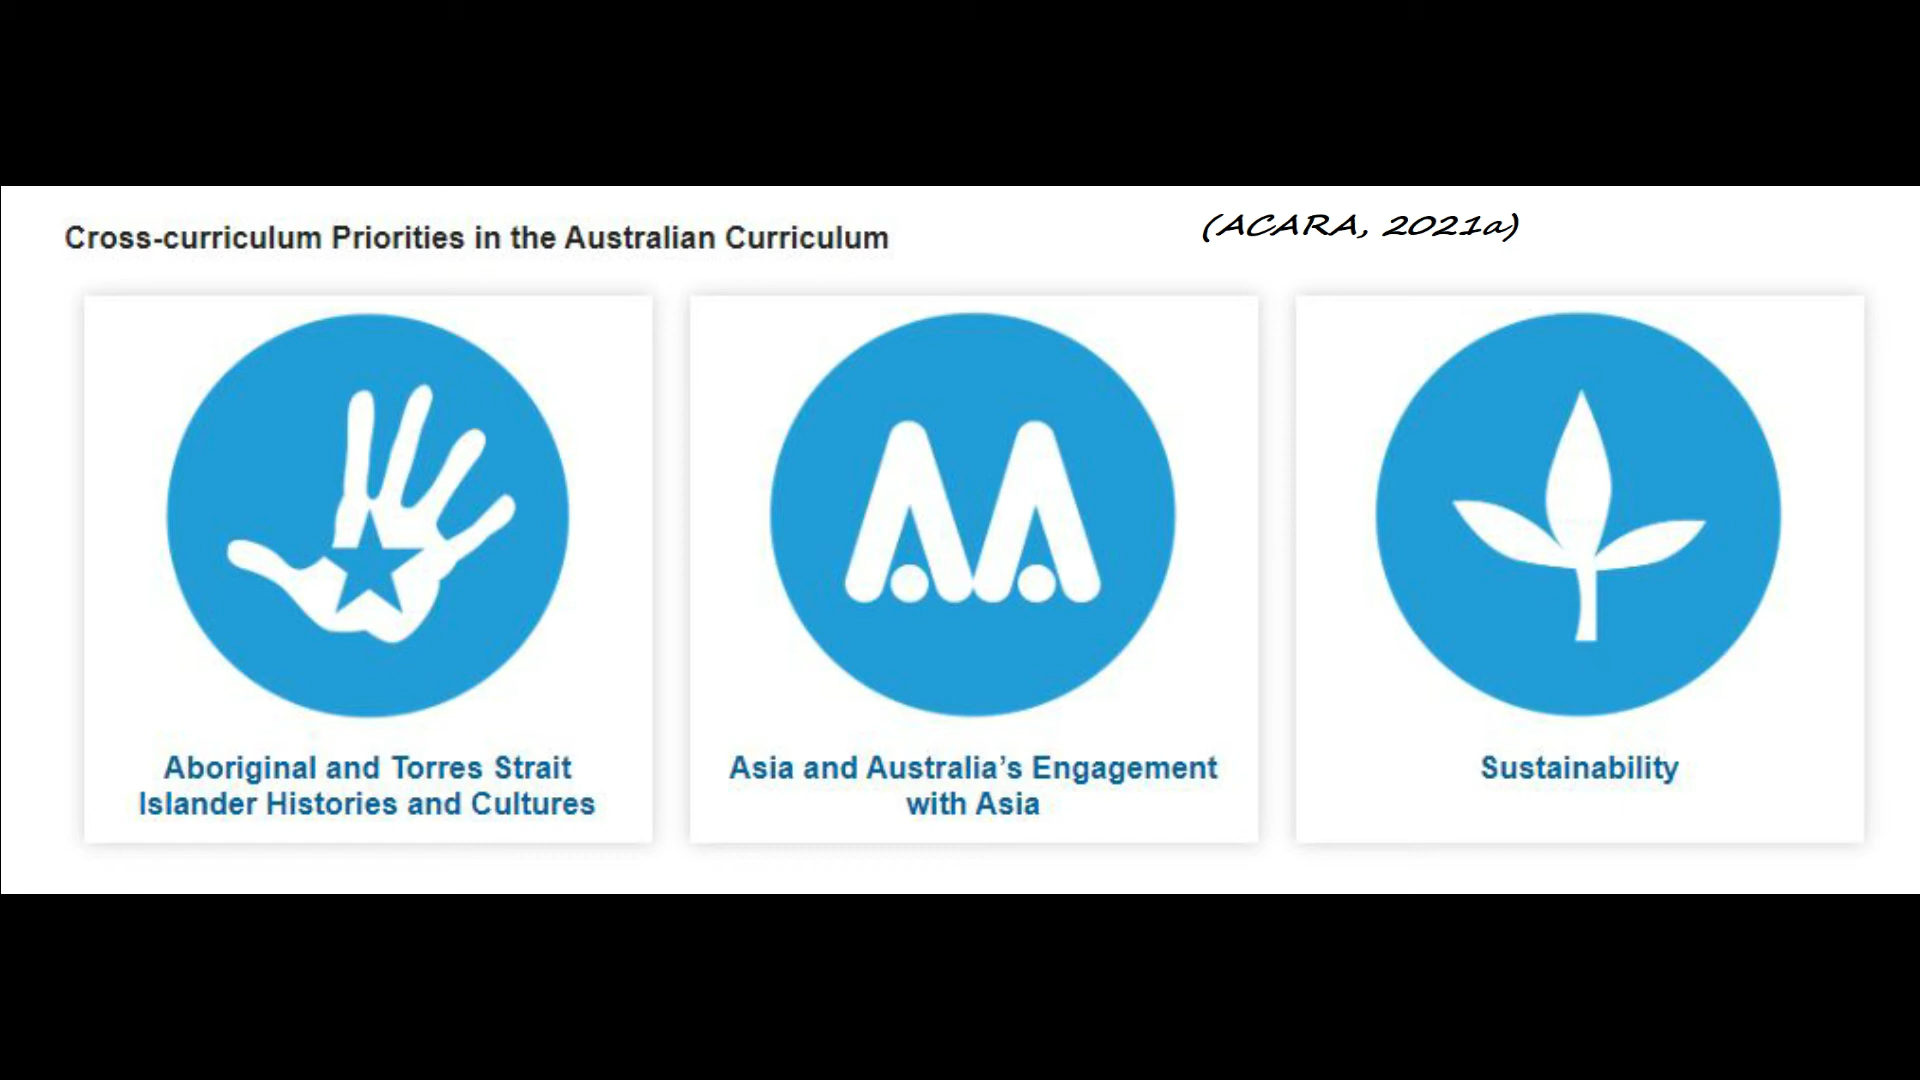 Cross-curriculum Priorities in the Australian Curriculum
(ACARA, 2021a)
Aboriginal and Torres Strait
Islander Histories and Cultures
Asia and Australia’s Engagement
with Asia
Sustainability